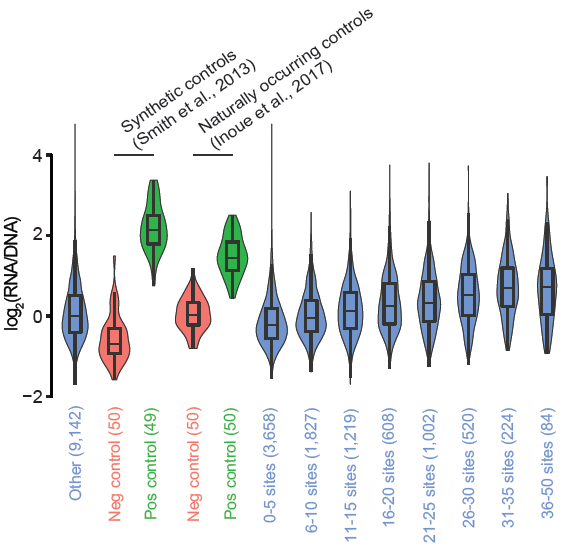 Synthetic controls
(Smith et al., 2013)
Naturally occurring controls
(Inoue et al., 2017)
log2(RNA/DNA)
4
2
0
−2
Other (9,142)
Neg control (50)
Pos control (49)
Neg control (50)
Pos control (50)
0-5 sites (3,658)
6-10 sites (1,827)
11-15 sites (1,219)
16-20 sites (608)
21-25 sites (1,002)
26-30 sites (520)
31-35 sites (224)
36-50 sites (84)